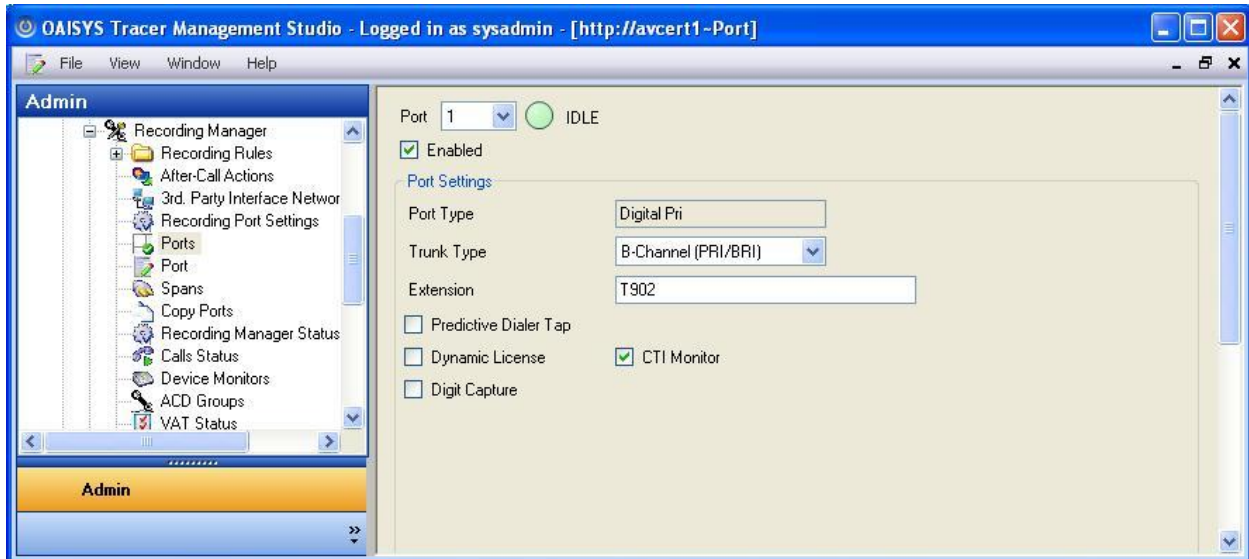 OAISYS Tracer Management Studio - Logged in as sysadmin - [http://avcert1~Port]
File View Window Help
Admin
Recording Manager
Recording Rules
After-Call Actions
3rd. Party Interface Networ
Recording Port Settings
Ports
Port
Spans
Copy Ports
Recording Manager Status
Calls Status
Device Monitors
ACD Groups
VAT Status
Admin
Port 1 IDLE
Enabled
Port Settings
Port Type Digital Pri
Trunk Type B-Channel (PRI/BRI)
Extension T902
Predictive Dialer Tap
Dynamic License CTI Monitor
Digit Capture